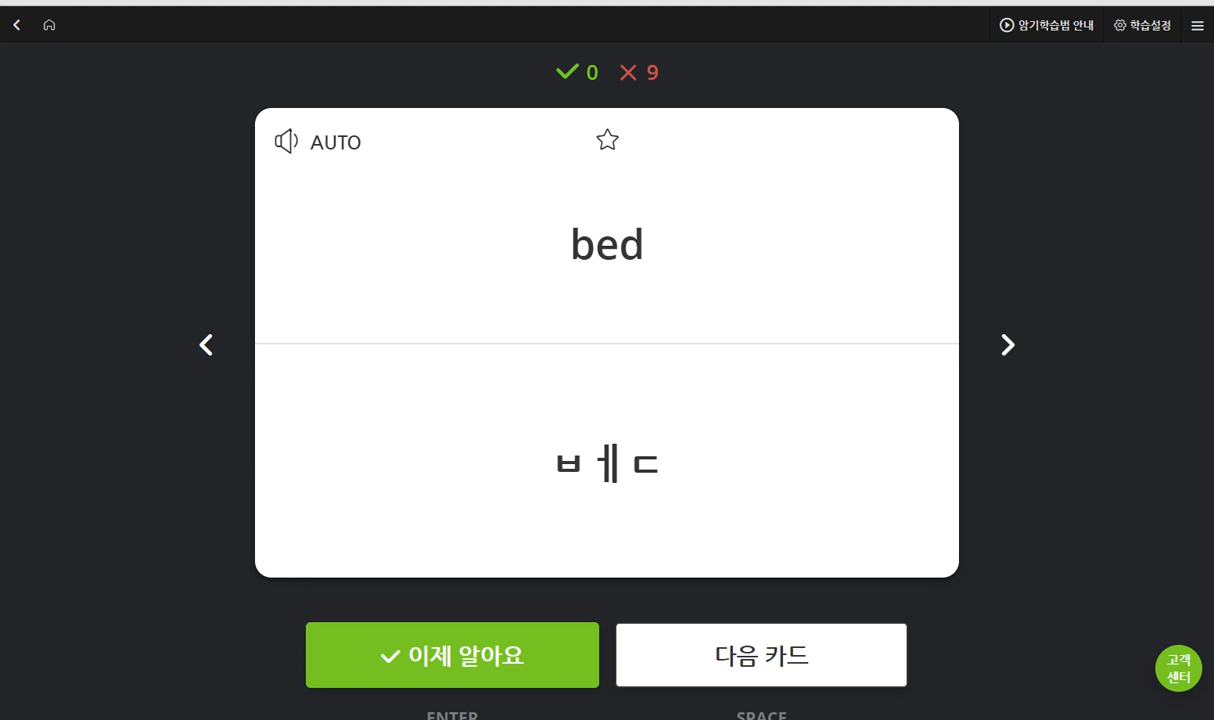 암기학습법 안내 학습설정
0 9
AUTO
bed
ㅂ ㅔ ㄷ
이제 알아요 다음 카드
고객
센터
ENTER SPACE